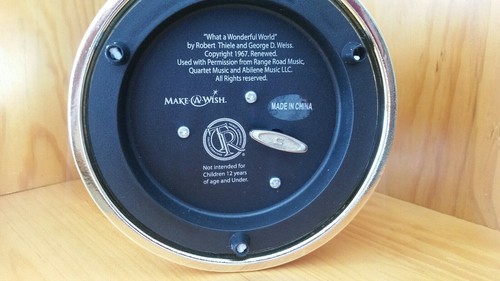 "What a Wonderful World"
by Robert Thiele and George D. Weiss.
Copyright 1967. Renewed.
Used with Permission from Range Road Music,
Quartet Music and Abilene Music LLC.
All Rights reserved.
MAKE A WISH.
MADE IN CHINA
Not intended for
Children 12 years
of age and Under.